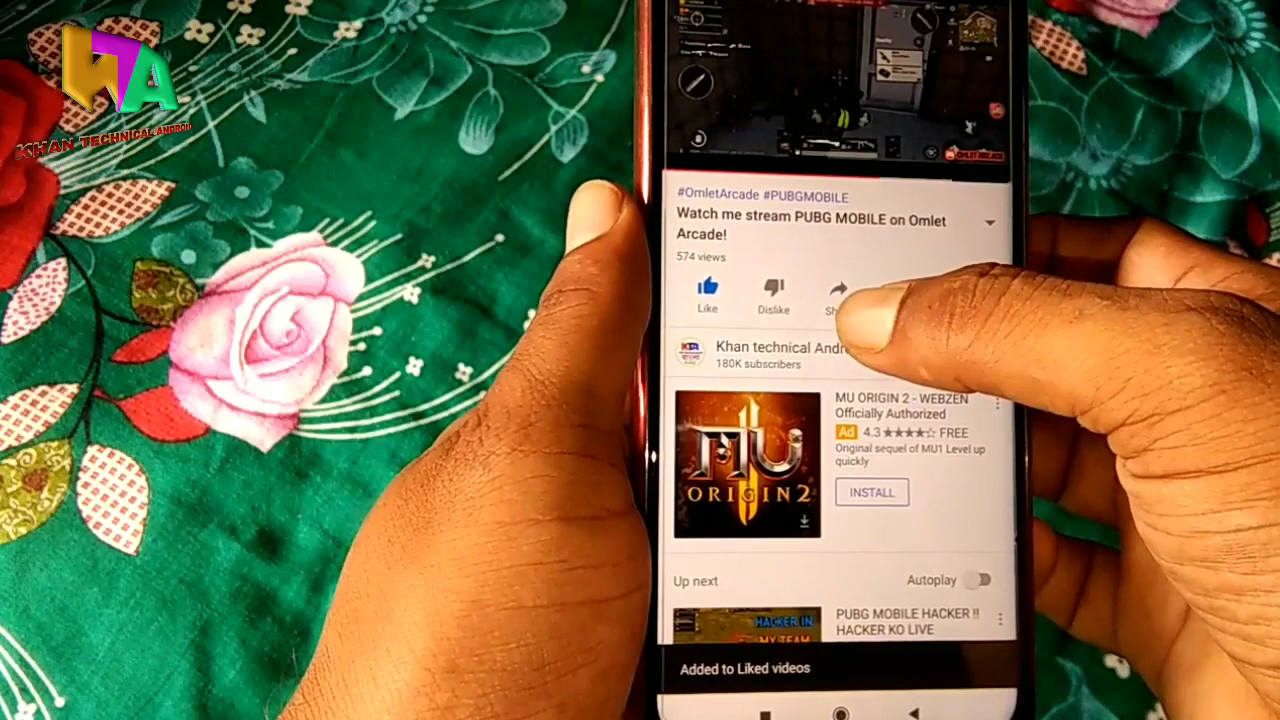 KHAN TECHNICAL ANDROID
OMLET ARCADE
#OmletArcade #PUBGMOBILE
Watch me stream PUBG MOBILE on Omlet
Arcade!
574 views
Like
Dislike
Sh
Khan technical Andr
180K subscribers
MU
ORIGIN 2
MU ORIGIN 2 - WEBZEN
Officially Authorized
Ad 4.3 ★★★★☆ FREE
Original sequel of MU1 Level up
quickly
INSTALL
Up next
Autoplay
HACKER IN
MY TEAM
PUBG MOBILE HACKER !!
HACKER KO LIVE
Added to Liked videos